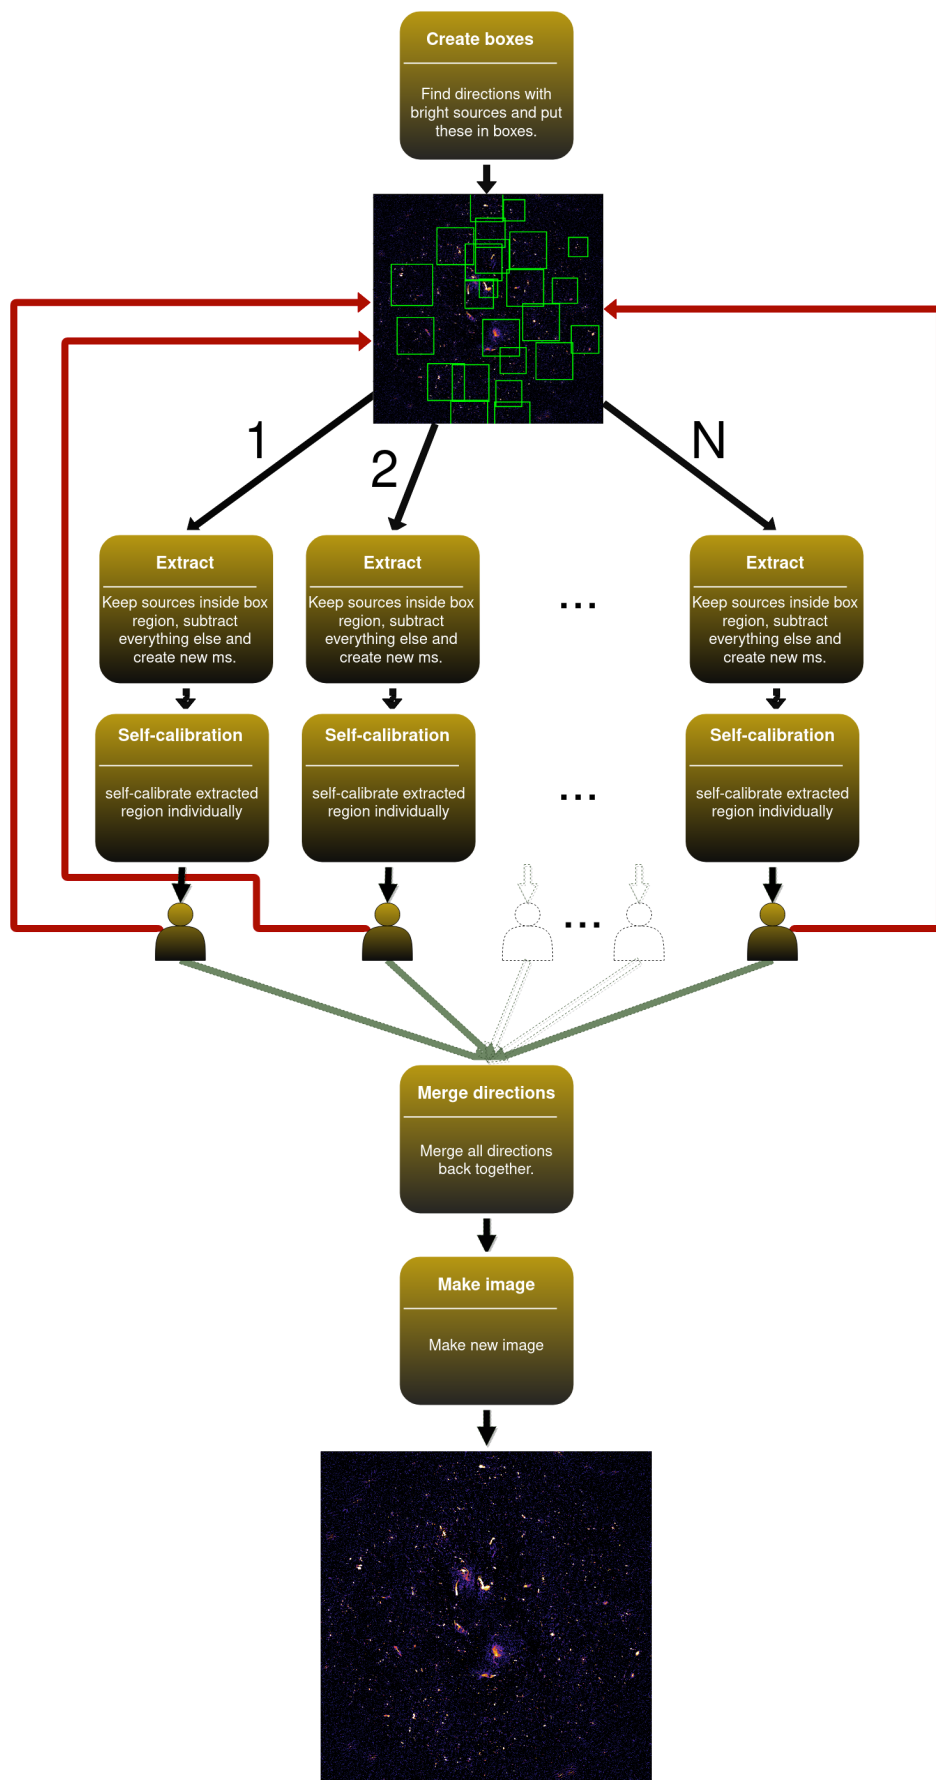 Create boxes
Find directions with
bright sources and put
these in boxes.
1
2
N
Extract
Keep sources inside box
region, subtract
everything else and
create new ms.
Extract
Keep sources inside box
region, subtract
everything else and
create new ms.
...
Extract
Keep sources inside box
region, subtract
everything else and
create new ms.
Self-calibration
self-calibrate extracted
region individually
Self-calibration
self-calibrate extracted
region individually
...
Self-calibration
self-calibrate extracted
region individually
...
Merge directions
Merge all directions
back together.
Make image
Make new image